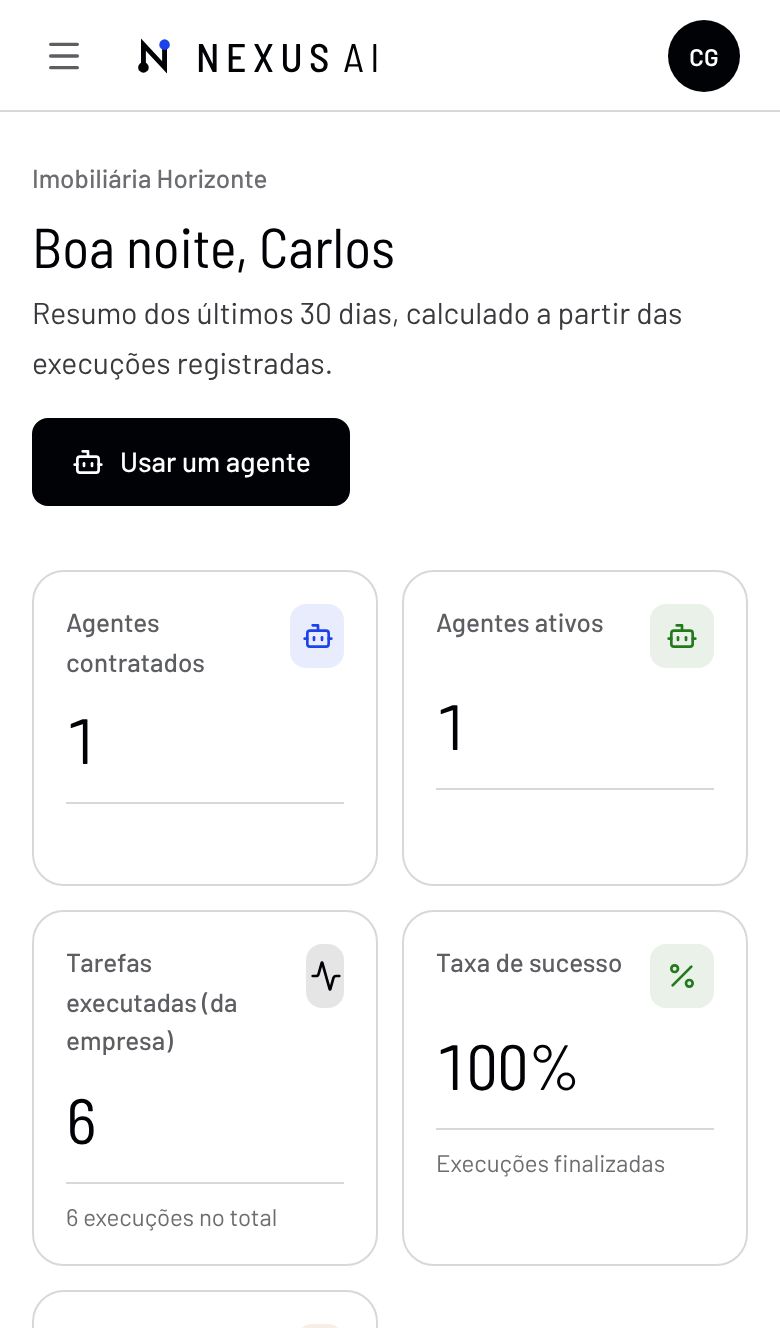 NEXUS AI
CG
Imobiliária Horizonte
Boa noite, Carlos
Resumo dos últimos 30 dias, calculado a partir das
execuções registradas.
Usar um agente
Agentes
contratados
1
Agentes ativos
1
Tarefas
executadas (da
empresa)
6
6 execuções no total
Taxa de sucesso
100%
Execuções finalizadas